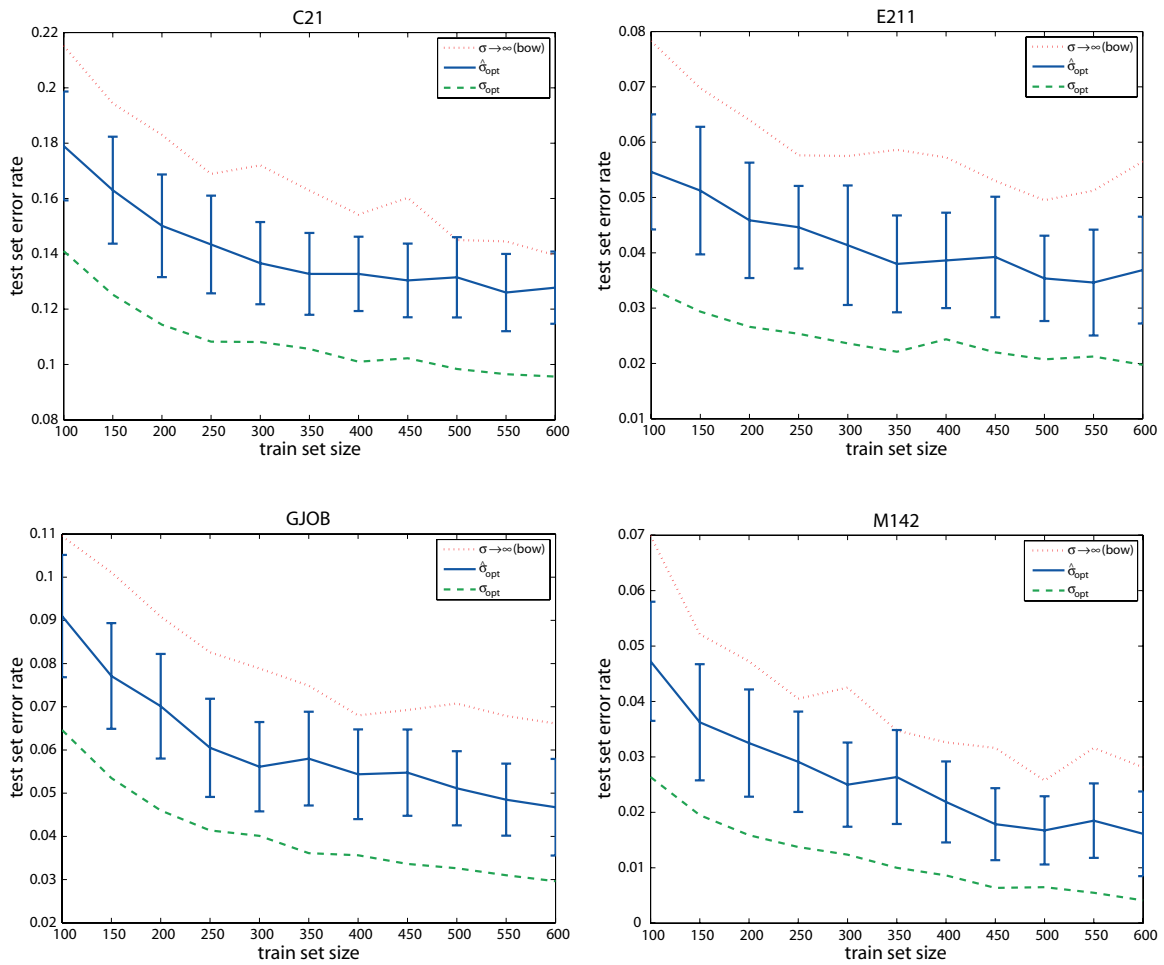 C21
0.22
0.2
0.18
0.16
0.14
0.12
0.1
0.08
test set error rate
100 150 200 250 300 350 400 450 500 550 600
train set size
σ→∞(bow)
σ̂opt
σopt
E211
0.08
0.07
0.06
0.05
0.04
0.03
0.02
0.01
test set error rate
100 150 200 250 300 350 400 450 500 550 600
train set size
σ→∞(bow)
σ̂opt
σopt
GJOB
0.11
0.1
0.09
0.08
0.07
0.06
0.05
0.04
0.03
0.02
test set error rate
100 150 200 250 300 350 400 450 500 550 600
train set size
σ→∞(bow)
σ̂opt
σopt
M142
0.07
0.06
0.05
0.04
0.03
0.02
0.01
0
test set error rate
100 150 200 250 300 350 400 450 500 550 600
train set size
σ→∞(bow)
σ̂opt
σopt